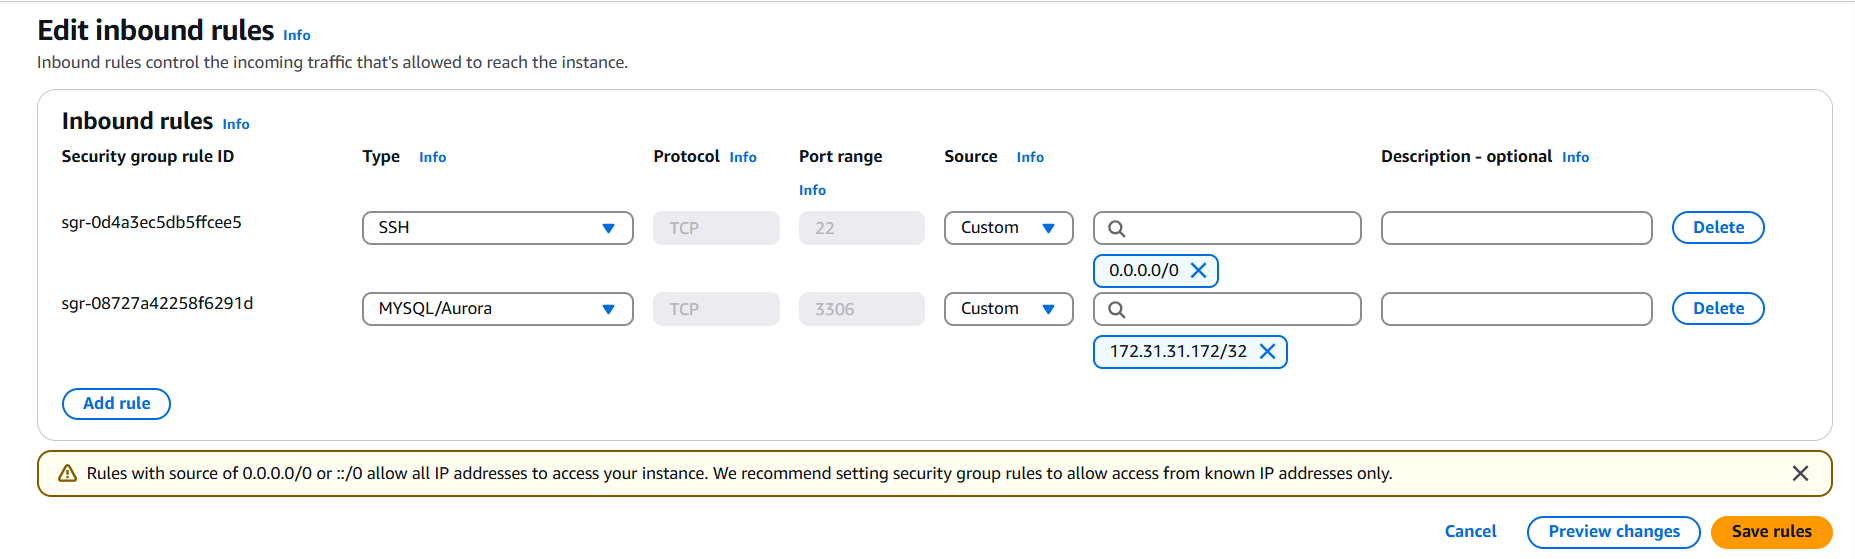 Edit inbound rules Info
Inbound rules control the incoming traffic that's allowed to reach the instance.
Inbound rules Info
Security group rule ID Type Info Protocol Info Port range Info Source Info Description - optional Info
sgr-0d4a3ec5db5ffcee5 SSH TCP 22 Custom Delete
0.0.0.0/0
sgr-08727a42258f6291d MYSQL/Aurora TCP 3306 Custom Delete
172.31.31.172/32
Add rule
Rules with source of 0.0.0.0/0 or ::/0 allow all IP addresses to access your instance. We recommend setting security group rules to allow access from known IP addresses only.
Cancel Preview changes Save rules